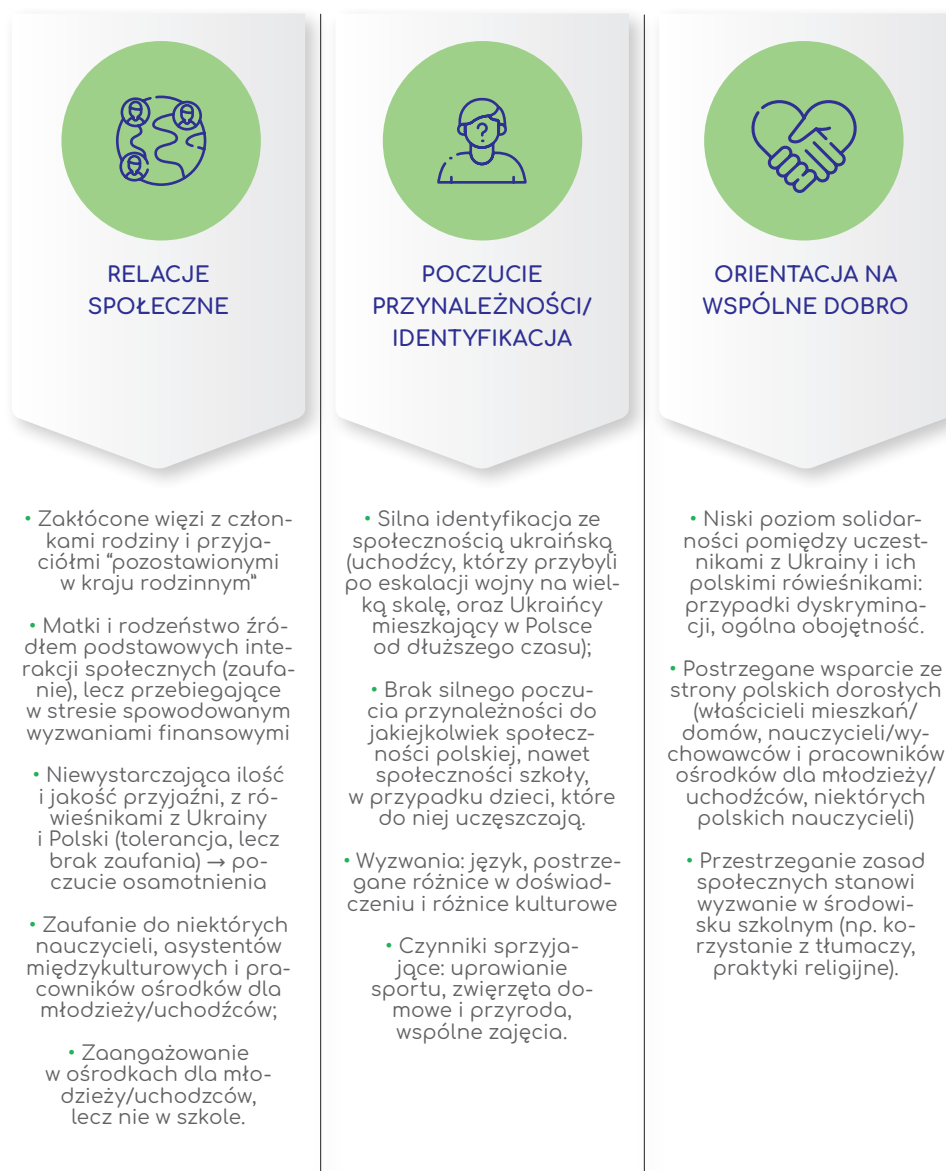 RELACJE
SPOŁECZNE
• Zakłócone więzi z człon-
kami rodziny i przyja-
ciółmi “pozostawionymi
w kraju rodzinnym”
• Matki i rodzeństwo źró-
dłem podstawowych inte-
rakcji społecznych (zaufa-
nie), lecz przebiegające
w stresie spowodowanym
wyzwaniami finansowymi
• Niewystarczająca ilość
i jakość przyjaźni, z ró-
wieśnikami z Ukrainy
i Polski (tolerancja, lecz
brak zaufania) → po-
czucie osamotnienia
• Zaufanie do niektórych
nauczycieli, asystentów
międzykulturowych i pra-
cowników ośrodków dla
młodzieży/uchodźców;
• Zaangażowanie
w ośrodkach dla mło-
dzieży/uchodzców,
lecz nie w szkole.
POCZUCIE
PRZYNALEŻNOŚCI/
IDENTYFIKACJA
• Silna identyfikacja ze
społecznością ukraińską
(uchodźcy, którzy przybyli
po eskalacji wojny na wiel-
ką skalę, oraz Ukraińcy
mieszkający w Polsce
od dłuższego czasu);
• Brak silnego poczu-
cia przynależności do
jakiejkolwiek społecz-
ności polskiej, nawet
społeczności szkoły,
w przypadku dzieci, które
do niej uczęszczają.
• Wyzwania: język, postrze-
gane różnice w doświad-
czeniu i różnice kulturowe
• Czynniki sprzyja-
jące: uprawianie
sportu, zwięrzęta do-
mowe i przyroda,
wspólne zajęcia.
ORIENTACJA NA
WSPÓLNE DOBRO
• Niski poziom solidar-
ności pomiędzy uczest-
nikami z Ukrainy i ich
polskimi rówieśnikami:
przypadki dyskrymina-
cji, ogólna obojętność.
• Postrzegane wsparcie ze
strony polskich dorosłych
(właścicieli mieszkań/
domów, nauczycieli/wy-
chowawców i pracowników
ośrodków dla młodzieży/
uchodźców, niektórych
polskich nauczycieli)
• Przestrzeganie zasad
społecznych stanowi
wyzwanie w środowi-
sku szkolnym (np. ko-
rzystanie z tłumaczy,
praktyki religijne).